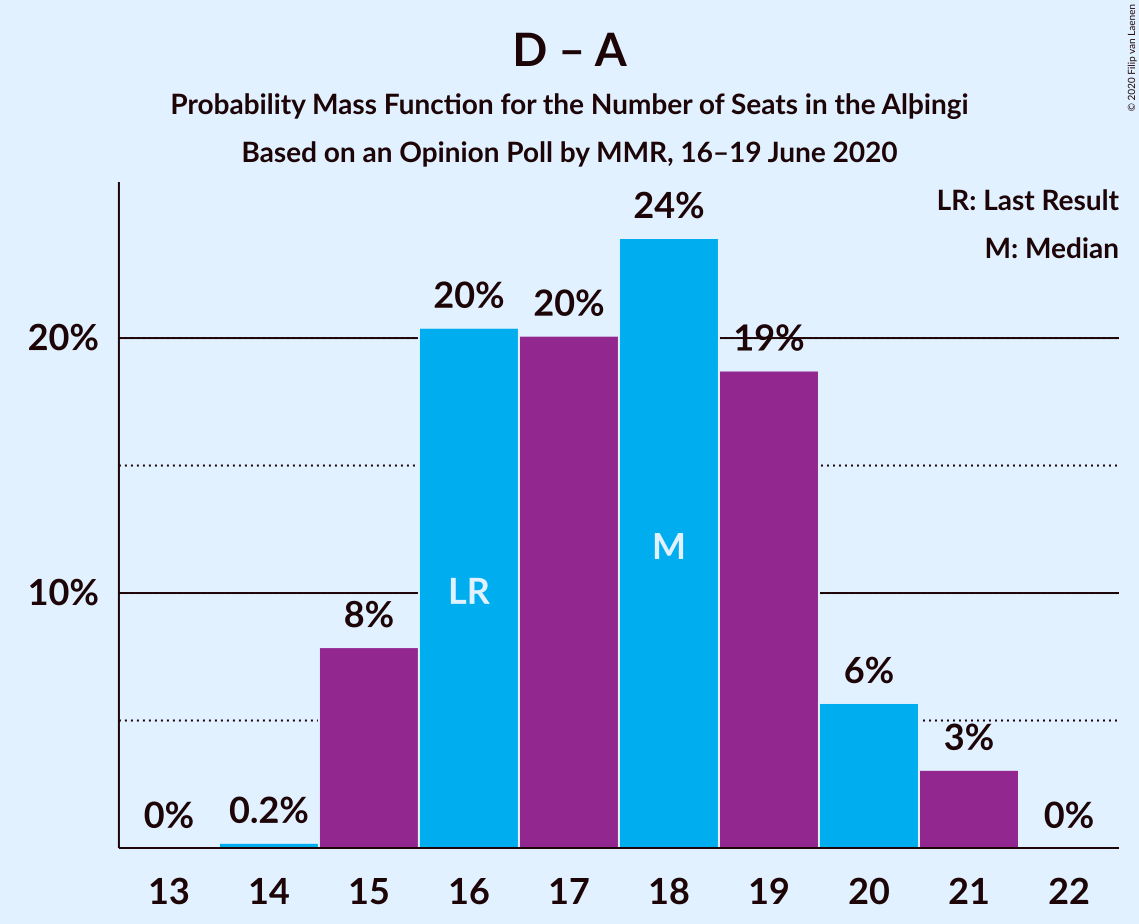 D – A
Probability Mass Function for the Number of Seats in the Alþingi
Based on an Opinion Poll by MMR, 16–19 June 2020
© 2020 Filip van Laenen
LR: Last Result
M: Median
24%
20%
20%
19%
20%
M
LR
10%
8%
6%
3%
0%
0.2%
0%
13
14
15
16
17
18
19
20
21
22